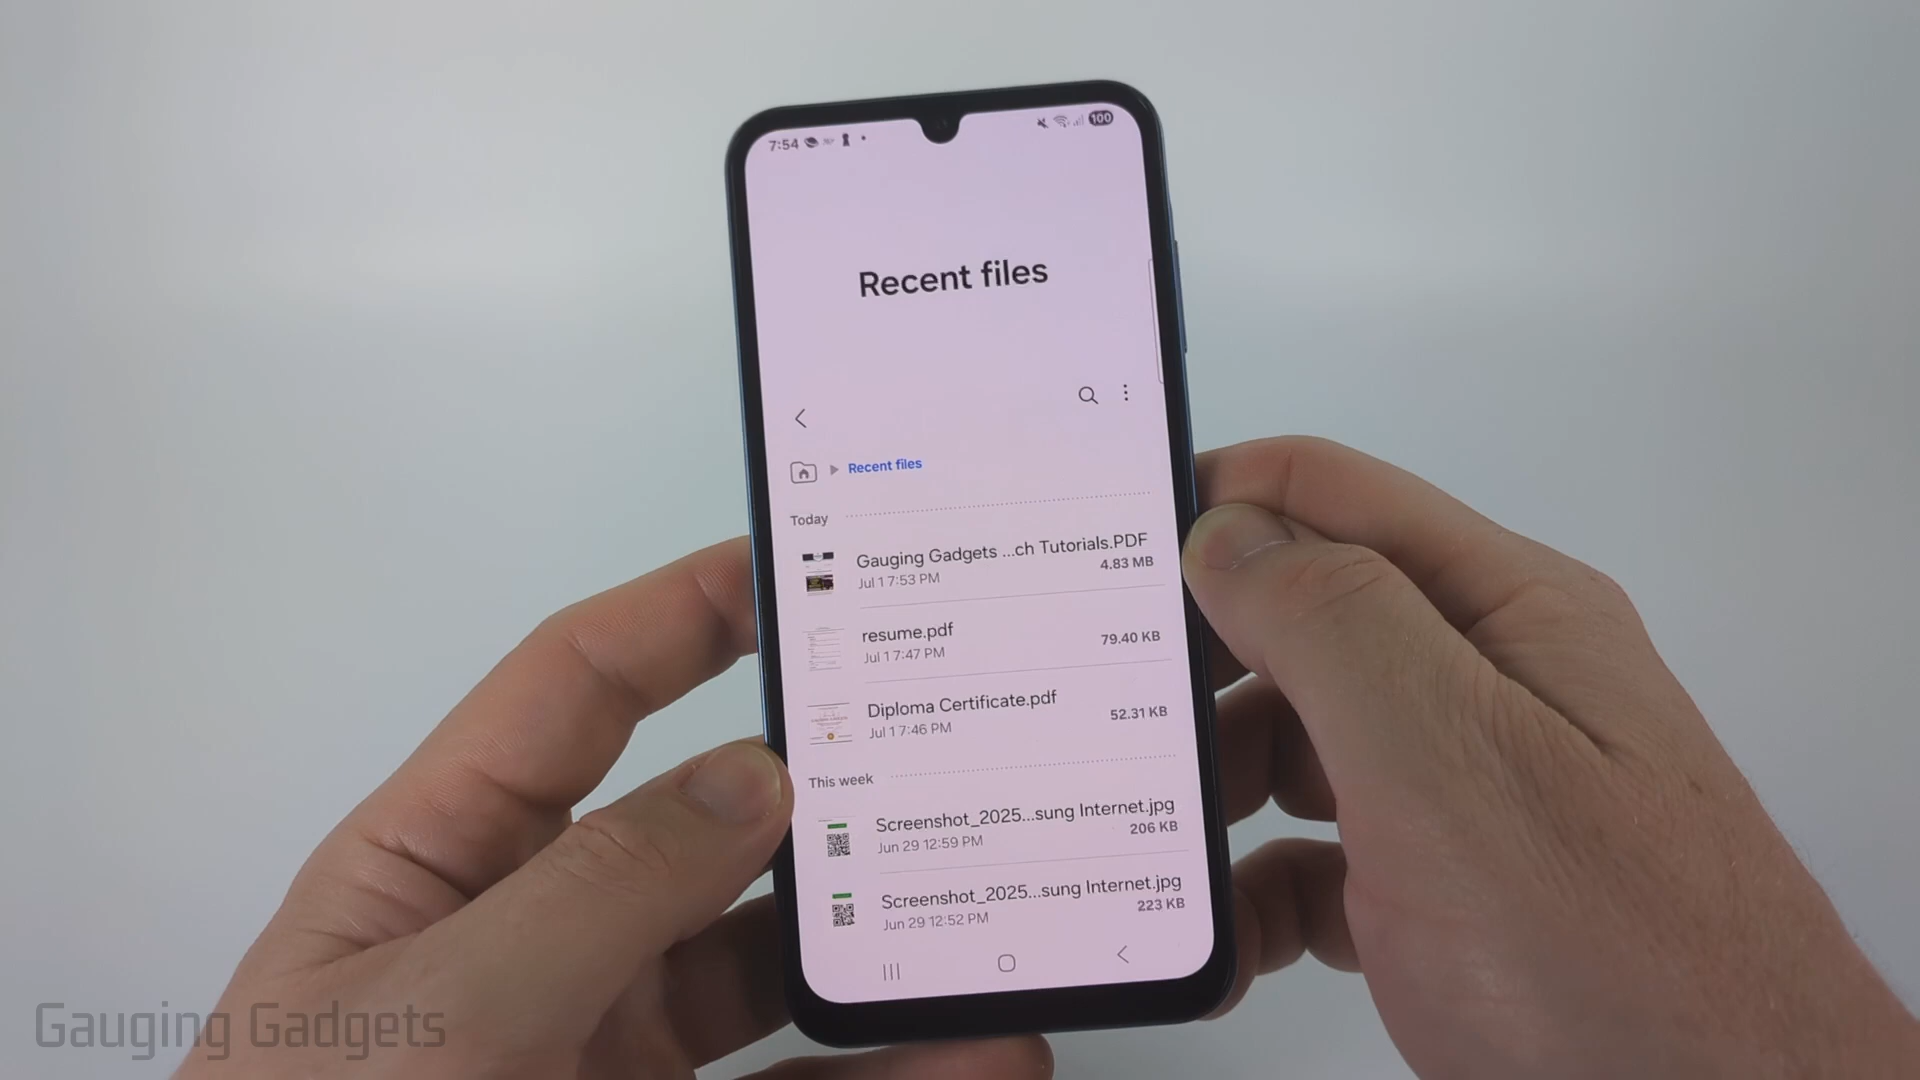 7:54
100
Recent files
Recent files
Today
Gauging Gadgets ...ch Tutorials.PDF
Jul 1 7:53 PM
4.83 MB
resume.pdf
Jul 1 7:47 PM
79.40 KB
Diploma Certificate.pdf
Jul 1 7:46 PM
52.31 KB
This week
Screenshot_2025...sung Internet.jpg
Jun 29 12:59 PM
206 KB
Screenshot_2025...sung Internet.jpg
Jun 29 12:52 PM
223 KB
Gauging Gadgets